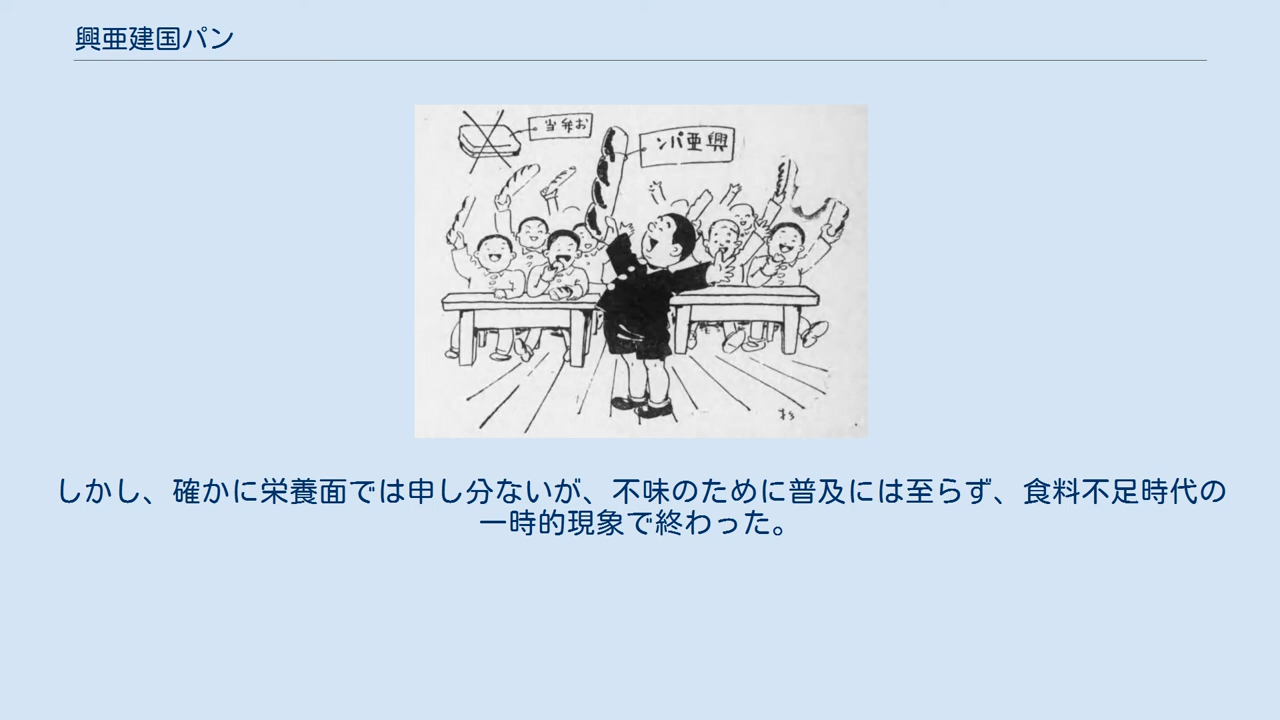 興亜建国パン
当弁お
ンパ亜興
しかし、確かに栄養面では申し分ないが、不味のために普及には至らず、食料不足時代の
一時的現象で終わった。